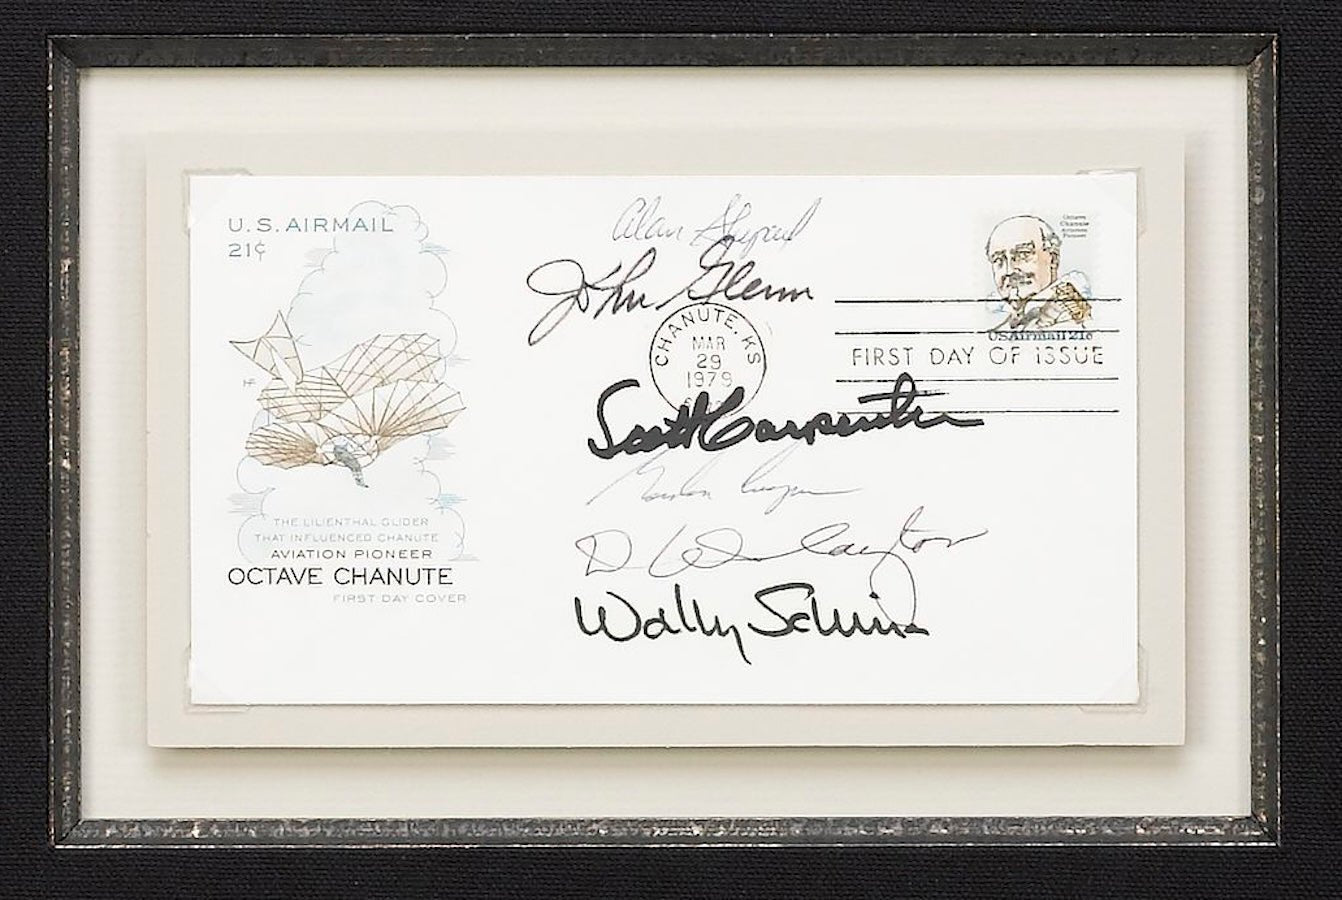 U.S. AIRMAIL
21¢
HF
THE LILIENTHAL GLIDER
THAT INFLUENCED CHANUTE
AVIATION PIONEER
OCTAVE CHANUTE
FIRST DAY COVER
Alan Shepard
John Glenn
CHANUTE, KS
MAR
29
1979
Scott Carpenter
Gordon Cooper
D K Slayton
Wally Schirra
Octave
Chanute
Aviation
Pioneer
USAirmail 21c
FIRST DAY OF ISSUE